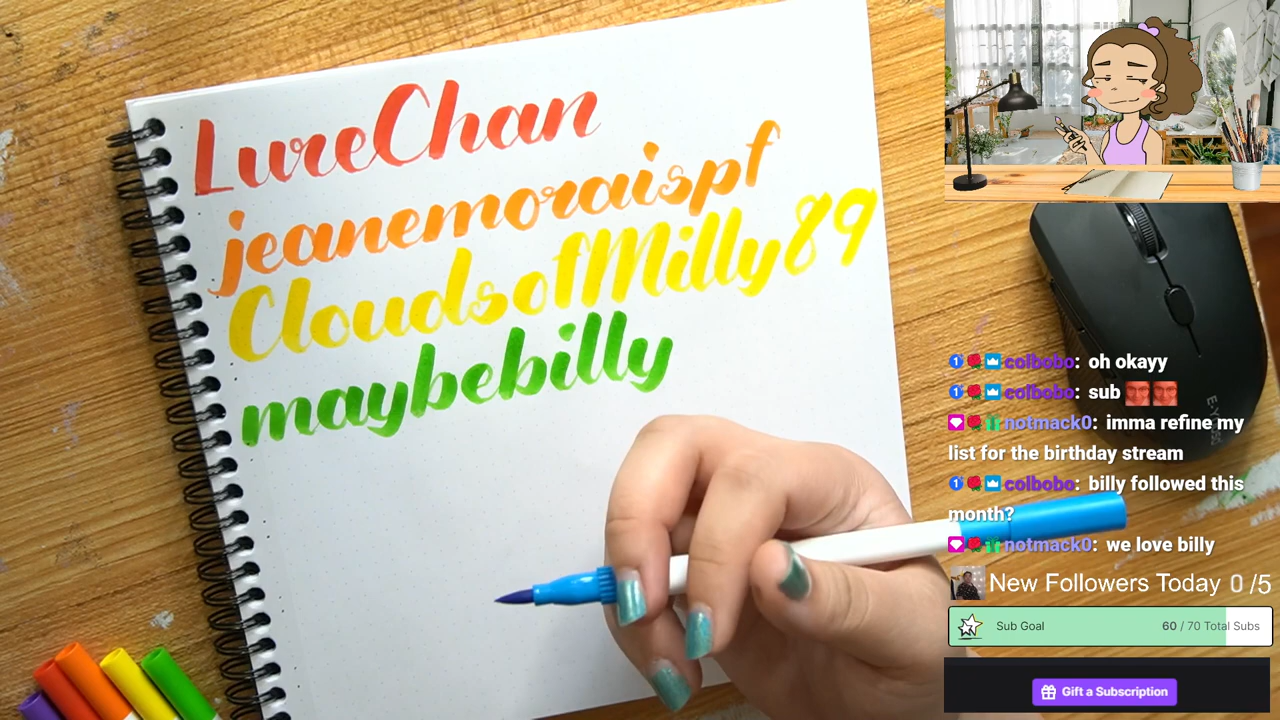 LureChan
jeanemoraispf
CloudsofMilly89
maybebilly
colbobo: oh okayy
colbobo: sub
notmack0: imma refine my
list for the birthday stream
colbobo: billy followed this
month?
notmack0: we love billy
New Followers Today 0 /5
Sub Goal 60 / 70 Total Subs
Gift a Subscription